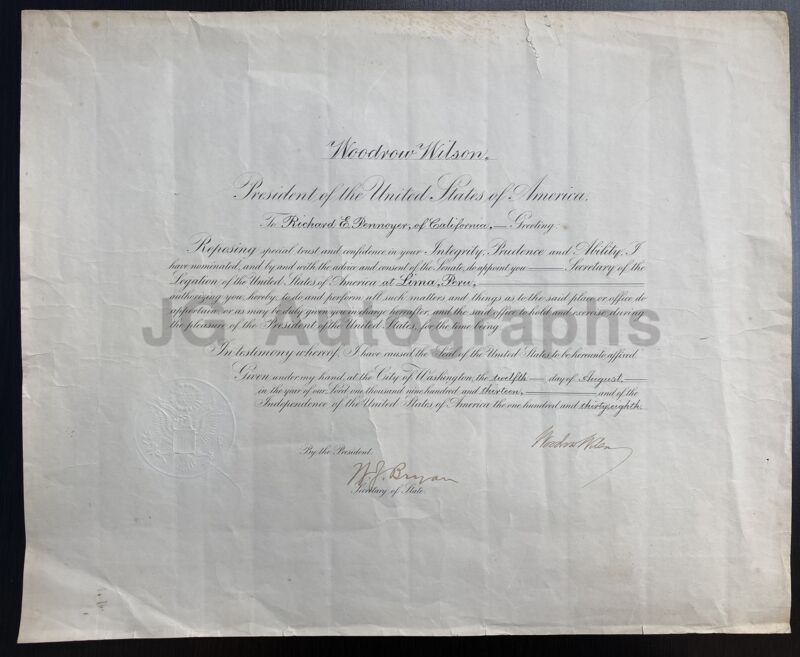 Woodrow Wilson,
President of the United States of America.
To Richard E. Pennoyer, of California, — Greeting:
Reposing special trust and confidence in your Integrity, Prudence and Ability, I
have nominated, and by and with the advice and consent of the Senate, do appoint you — Secretary of the
Legation of the United States of America at Lima, Peru, —
authorizing you, hereby, to do and perform all such matters and things as to the said place or office do
appertain, or as may be duly given you in charge hereafter, and the said office to hold and exercise during
the pleasure of the President of the United States, for the time being.
JG Autographs
In testimony whereof, I have caused the Seal of the United States to be hereunto affixed.
Given under my hand, at the City of Washington, the twelfth — day of August, —
in the year of our Lord one thousand nine hundred and thirteen, — and of the
Independence of the United States of America the one hundred and thirty-eighth.
Woodrow Wilson
By the President:
W. J. Bryan
Secretary of State.